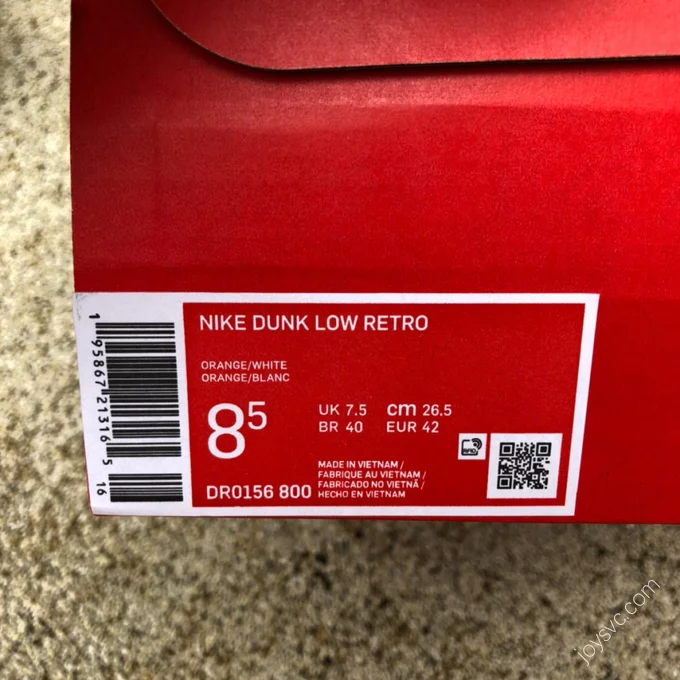 NIKE DUNK LOW RETRO
ORANGE/WHITE
ORANGE/BLANC
8 5
UK 7.5 cm 26.5
BR 40 EUR 42
DR0156 800
MADE IN VIETNAM /
FABRIQUE AU VIETNAM /
FABRICADO NO VIETNÃ /
HECHO EN VIETNAM
RFID
1 95867 21316 5
16
joysvc.com